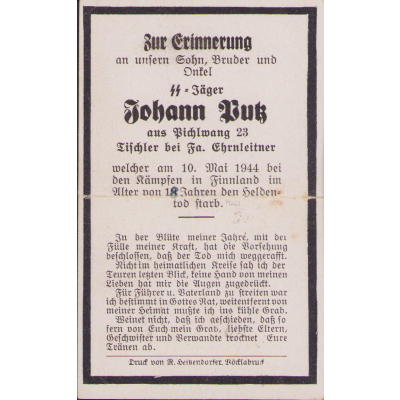 Zur Erinnerung
an unsern Sohn, Bruder und
Onkel
ᛋᛋ-Jäger
Johann Putz
aus Pichlwang 23
Tischler bei Fa. Ehrnleitner
welcher am 10. Mai 1944 bei
den Kämpfen in Finnland im
Alter von 18 Jahren den Helden-
tod starb.
In der Blüte meiner Jahre, mit der
Fülle meiner Kraft, hat die Vorsehung
beschlossen, daß der Tod mich weggerafft.
Nicht im heimatlichen Kreise sah ich der
Teuren letzten Blick, feine Hand von meinen
Lieben hat mir die Augen zugedrückt.
Für Führer u. Vaterland zu streiten war
ich bestimmt in Gottes Rat, weitentfernt von
meiner Heimat mußte ich ins kühle Grab.
Weinet nicht, daß ich geschieden, daß so
fern von Euch mein Grab, liebste Eltern,
Geschwister und Verwandte trocknet Eure
Tränen ab.
Druck von R. Heitzendorfer, Vöcklabruck